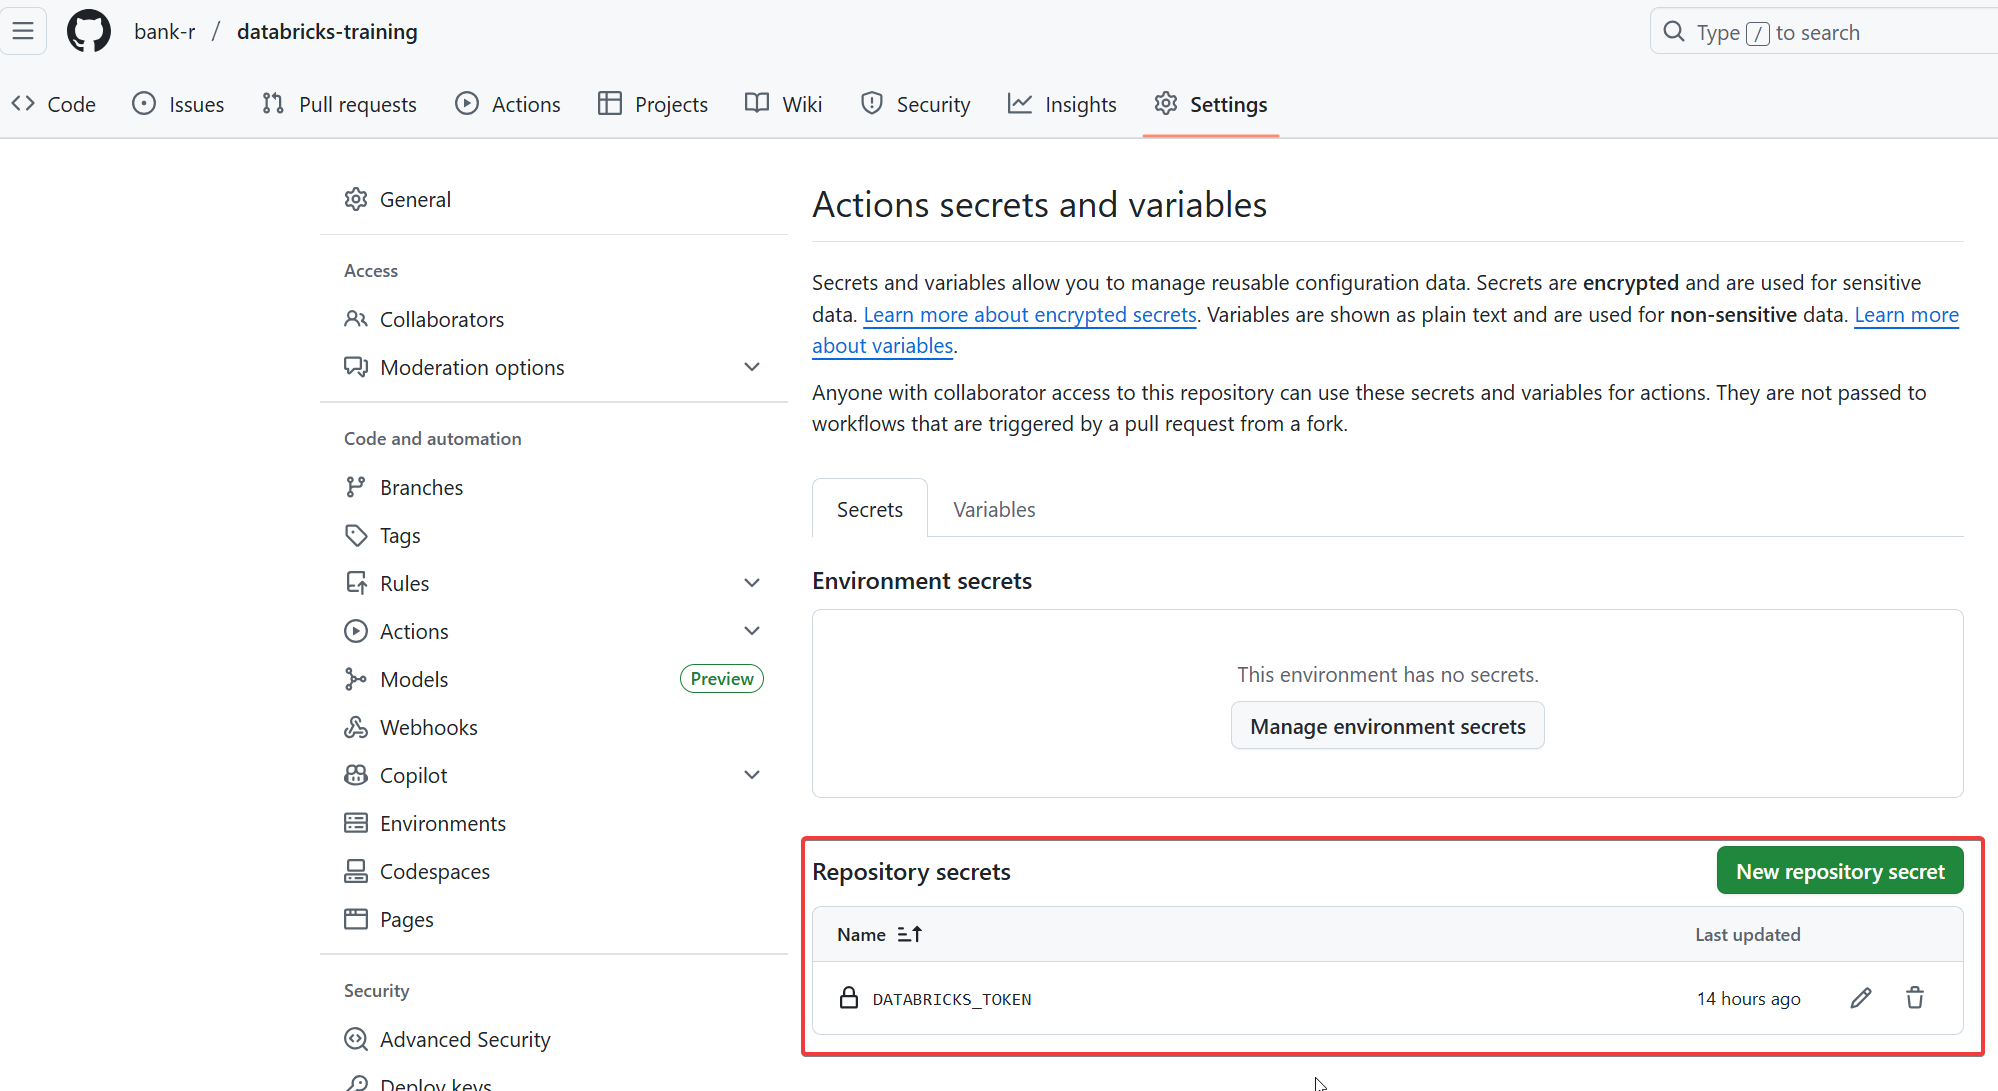 bank-r / databricks-training
Type / to search
Code Issues Pull requests Actions Projects Wiki Security Insights Settings
General
Access
Collaborators
Moderation options
Code and automation
Branches
Tags
Rules
Actions
Models Preview
Webhooks
Copilot
Environments
Codespaces
Pages
Security
Advanced Security
Deploy keys
Actions secrets and variables
Secrets and variables allow you to manage reusable configuration data. Secrets are encrypted and are used for sensitive
data. Learn more about encrypted secrets. Variables are shown as plain text and are used for non-sensitive data. Learn more
about variables.
Anyone with collaborator access to this repository can use these secrets and variables for actions. They are not passed to
workflows that are triggered by a pull request from a fork.
Secrets Variables
Environment secrets
This environment has no secrets.
Manage environment secrets
Repository secrets New repository secret
Name Last updated
DATABRICKS_TOKEN 14 hours ago